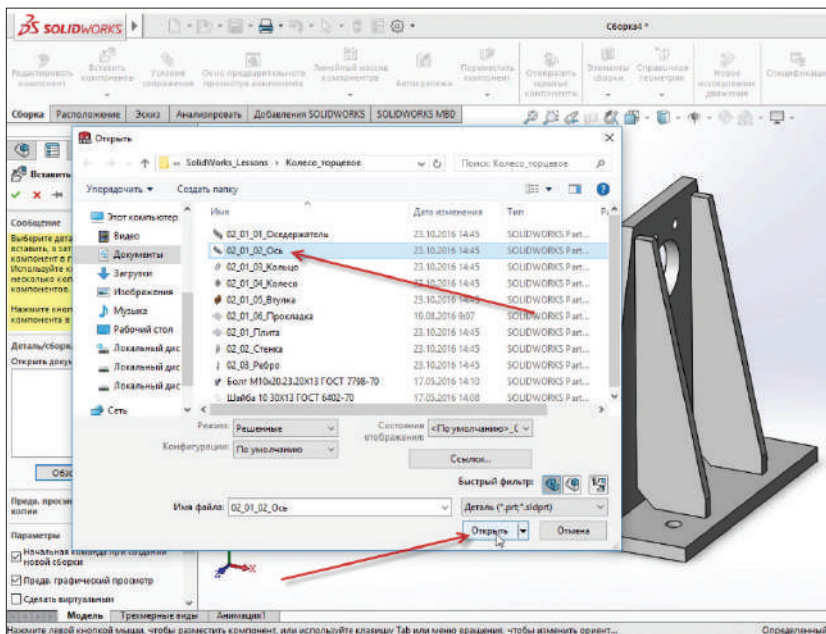 SOLIDWORKS
Сборка4 *
Редактировать компонент
Вставить компоненты
Условия сопряжения
Окно предварительного просмотра компонента
Линейный массив компонентов
Автокрепежи
Переместить компонент
Отобразить скрытые компоненты
Элементы сборки
Справочная геометрия
Новое исследование движения
Спецификация
Сборка Расположение Эскиз Анализировать Добавления SOLIDWORKS SOLIDWORKS MBD
Открыть
« SolidWorks_Lessons › Колесо_торцевое
Поиск: Колесо_торцевое
Упорядочить
Создать папку
Вставить
Сообщение
Выберите дета
вставить, а зат
компонент в г
Используйте к
несколько коп
компонентов.
Нажмите кноп
компонента в
Деталь/сборк
Открыть докум
Обзо
Предв. просмо
копии
Параметры
Начальная команда при создании новой сборки
Предв. графический просмотр
Сделать виртуальным
Этот компьютер
Видео
Документы
Загрузки
Изображения
Музыка
Рабочий стол
Локальный дис
Локальный дис
Локальный дис
Сеть
Имя Дата изменения Тип
02_01_01_Оседержатель 23.10.2016 14:45 SOLIDWORKS Part...
02_01_02_Ось 23.10.2016 14:45 SOLIDWORKS Part...
02_01_03_Кольцо 23.10.2016 14:45 SOLIDWORKS Part...
02_01_04_Колесо 23.10.2016 14:45 SOLIDWORKS Part...
02_01_05_Втулка 23.10.2016 14:45 SOLIDWORKS Part...
02_01_06_Прокладка 19.08.2016 9:07 SOLIDWORKS Part...
02_01_Плита 23.10.2016 14:45 SOLIDWORKS Part...
02_02_Стенка 23.10.2016 14:45 SOLIDWORKS Part...
02_03_Ребро 23.10.2016 14:45 SOLIDWORKS Part...
Болт М10х20.23.20Х13 ГОСТ 7798-70 17.05.2016 14:10 SOLIDWORKS Part...
Шайба 10 30Х13 ГОСТ 6402-70 17.05.2016 14:08 SOLIDWORKS Part...
Режим: Решенные
Состояния отображения: <По умолчанию>_С
Конфигурация: По умолчанию
Ссылки...
Быстрый фильтр:
Имя файла: 02_01_02_Ось
Деталь (*.prt;*.sldprt)
Открыть
Отмена
Модель Трехмерные виды Анимация1
Нажмите левой кнопкой мыши, чтобы разместить компонент, или используйте клавишу Tab или меню вращения, чтобы изменить ориент...
Определенный